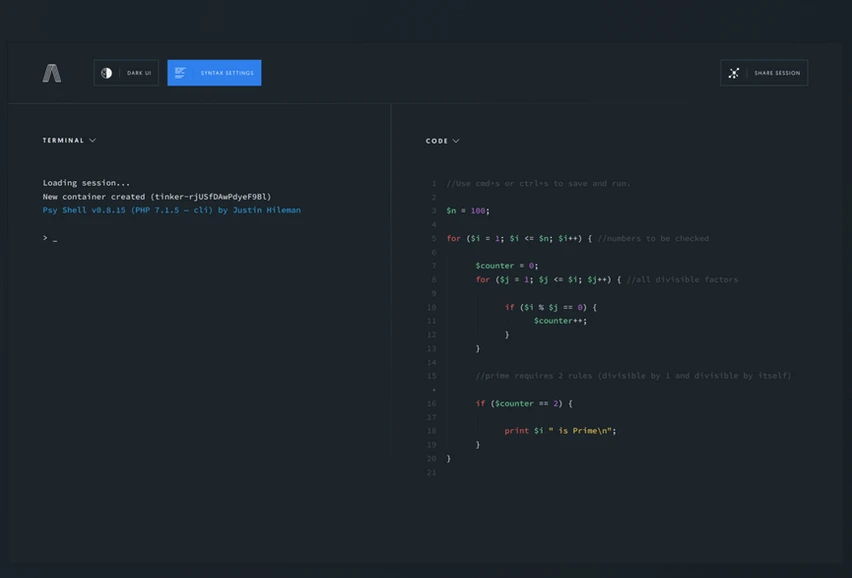 DARK UI
SYNTAX SETTINGS
SHARE SESSION
TERMINAL
Loading session...
New container created (tinker-rjUSfDAwPdyeF9Bl)
Psy Shell v0.8.15 (PHP 7.1.5 — cli) by Justin Hileman
> _
CODE
1 //Use cmd+s or ctrl+s to save and run.
2
3 $n = 100;
4
5 for ($i = 1; $i <= $n; $i++) { //numbers to be checked
6
7 $counter = 0;
8 for ($j = 1; $j <= $i; $j++) { //all divisible factors
9
10 if ($i % $j == 0) {
11 $counter++;
12 }
13 }
14
15 //prime requires 2 rules (divisible by 1 and divisible by itself)
•
16 if ($counter == 2) {
17
18 print $i " is Prime\n";
19 }
20 }
21